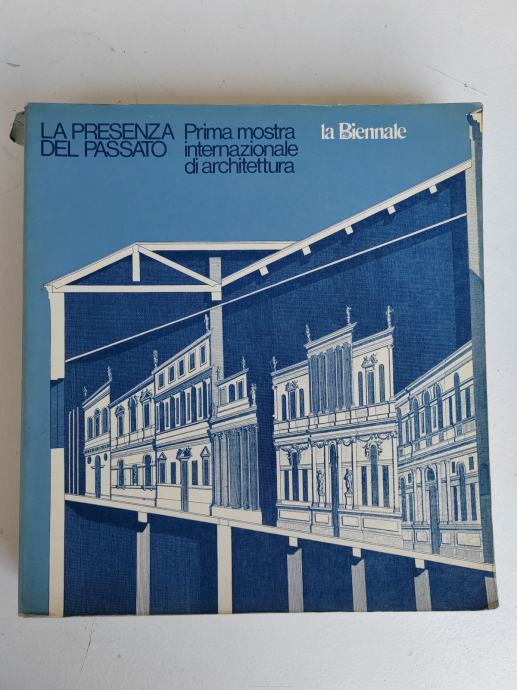 LA PRESENZA
DEL PASSATO
Prima mostra
internazionale
di architettura
la Biennale